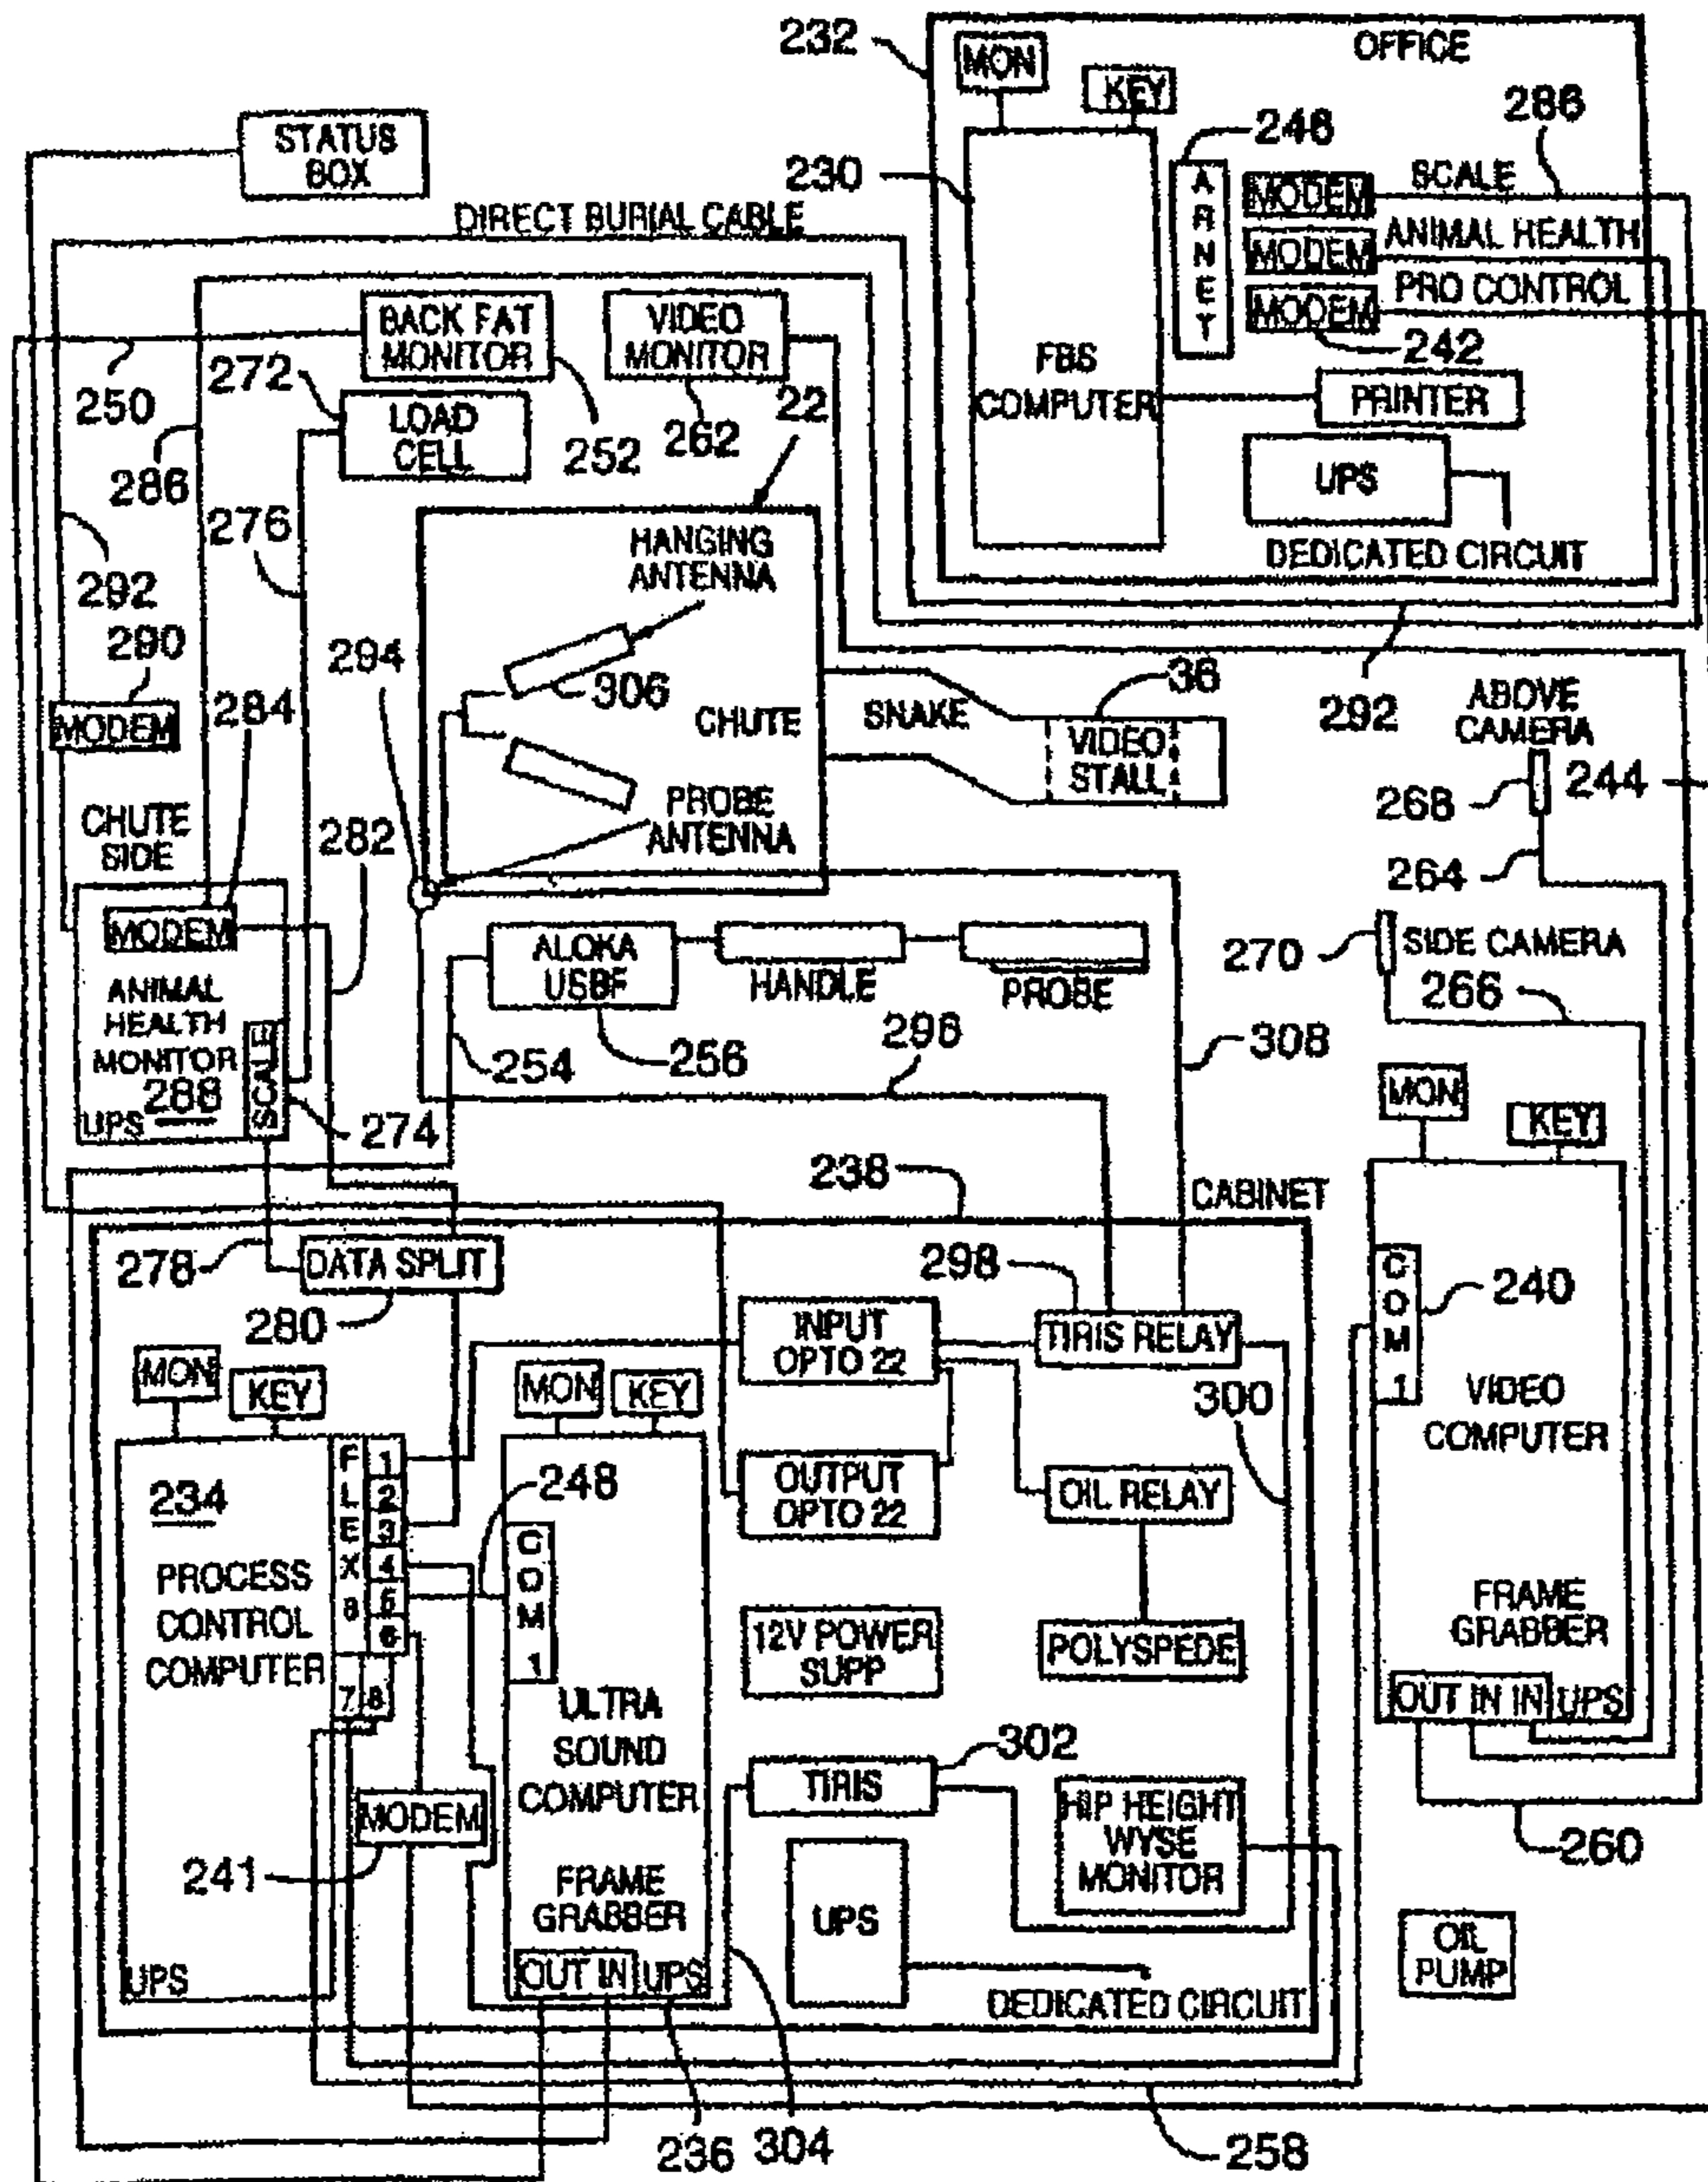 232
MON
KEY
OFFICE
STATUS
BOX
246
286
230
ARNET
MODEM
SCALE
DIRECT BURIAL CABLE
MODEM
ANIMAL HEALTH
MODEM
PRO CONTROL
BACK FAT
MONITOR
VIDEO
MONITOR
242
FBS
COMPUTER
PRINTER
250
272
22
LOAD
CELL
252
262
UPS
286
276
HANGING
ANTENNA
DEDICATED CIRCUIT
292
290
294
306
36
284
MODEM
CHUTE
SNAKE
VIDEO
STALL
292
ABOVE
CAMERA
268
244
PROBE
ANTENNA
CHUTE
SIDE
282
264
MODEM
ALOKA
USBF
HANDLE
PROBE
270
SIDE CAMERA
266
ANIMAL
HEALTH
MONITOR
288
UPS
SCALE
296
254
256
308
MON
KEY
274
238
CABINET
278
DATA SPLIT
298
COM 1
240
280
INPUT
OPTO 22
TIRIS RELAY
MON
KEY
MON
KEY
300
VIDEO
COMPUTER
234
FLEX 8
1
2
3
4
5
6
7
8
248
OUTPUT
OPTO 22
OIL RELAY
COM 1
PROCESS
CONTROL
COMPUTER
FRAME
GRABBER
12V POWER
SUPP
POLYSPEDE
OUT IN IN
UPS
ULTRA
SOUND
COMPUTER
302
TIRIS
HIP HEIGHT
WYSE
MONITOR
MODEM
241
260
FRAME
GRABBER
UPS
OIL
PUMP
UPS
OUT IN
UPS
DEDICATED CIRCUIT
236
304
258